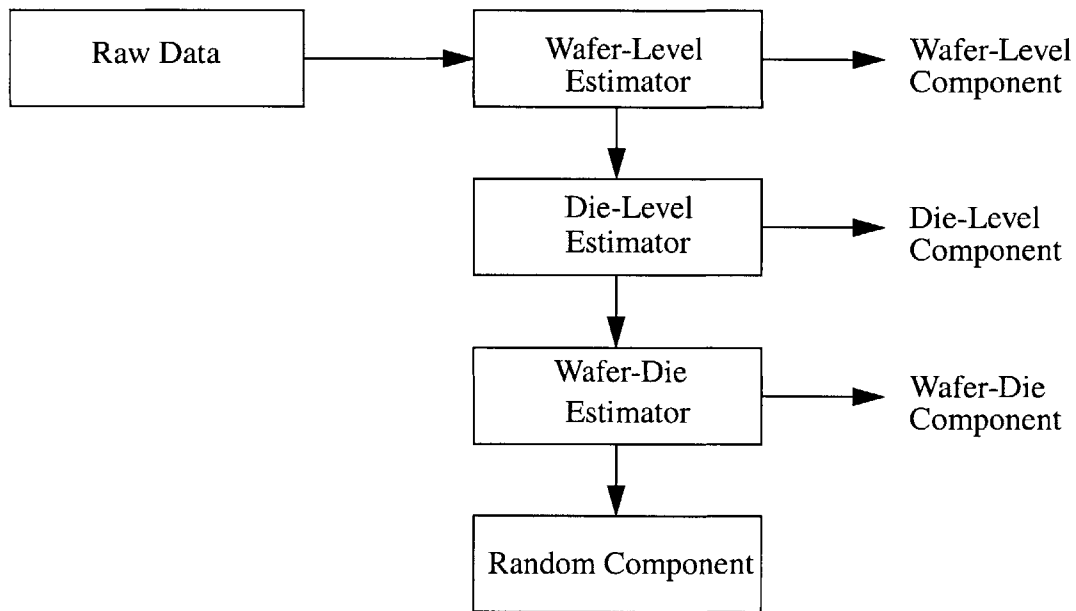 Raw Data
Wafer-Level
Estimator
Wafer-Level
Component
Die-Level
Estimator
Die-Level
Component
Wafer-Die
Estimator
Wafer-Die
Component
Random Component